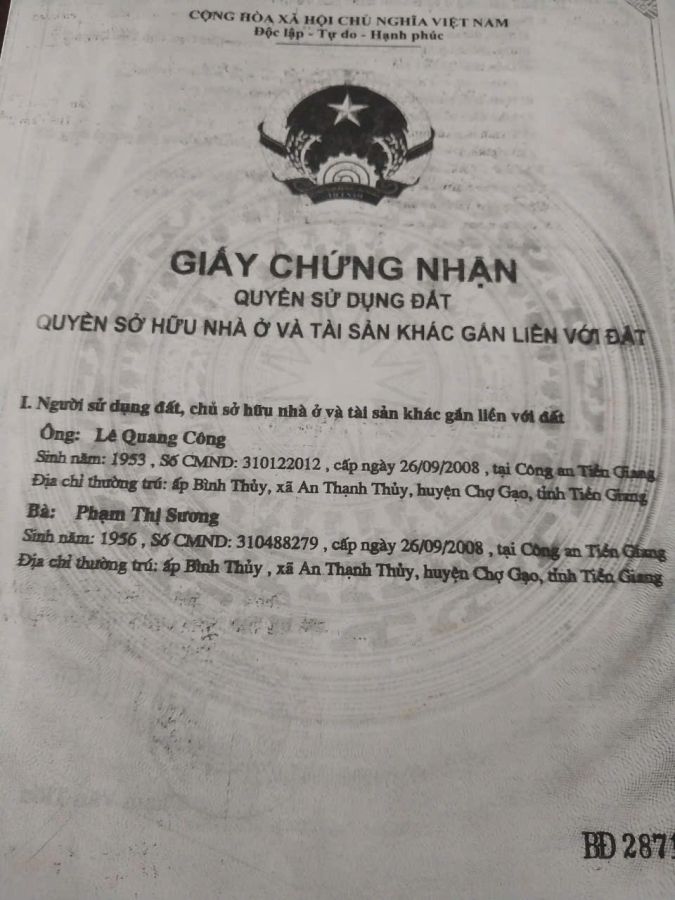 CỘNG HÒA XÃ HỘI CHỦ NGHĨA VIỆT NAM
Độc lập - Tự do - Hạnh phúc
GIẤY CHỨNG NHẬN
QUYỀN SỬ DỤNG ĐẤT
QUYỀN SỞ HỮU NHÀ Ở VÀ TÀI SẢN KHÁC GẮN LIỀN VỚI ĐẤT
I. Người sử dụng đất, chủ sở hữu nhà ở và tài sản khác gắn liền với đất
Ông: Lê Quang Công
Sinh năm: 1953 , Số CMND: 310122012 , cấp ngày 26/09/2008 , tại Công an Tiền Giang
Địa chỉ thường trú: ấp Bình Thủy, xã An Thạnh Thủy, huyện Chợ Gạo, tỉnh Tiền Giang
Bà: Phạm Thị Sương
Sinh năm: 1956 , Số CMND: 310488279 , cấp ngày 26/09/2008 , tại Công an Tiền Giang
Địa chỉ thường trú: ấp Bình Thủy , xã An Thạnh Thủy, huyện Chợ Gạo, tỉnh Tiền Giang
BĐ 2871